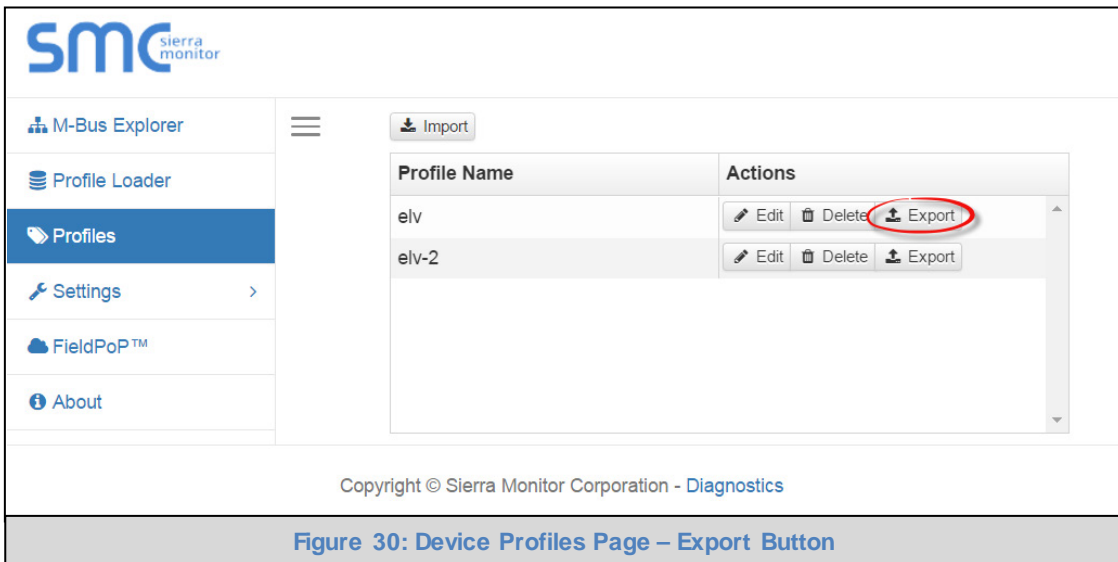 SMC sierra monitor
M-Bus Explorer
Profile Loader
Profiles
Settings
FieldPoP™
About
Import
Profile Name Actions
elv Edit Delete Export
elv-2 Edit Delete Export
Copyright © Sierra Monitor Corporation - Diagnostics
Figure 30: Device Profiles Page – Export Button